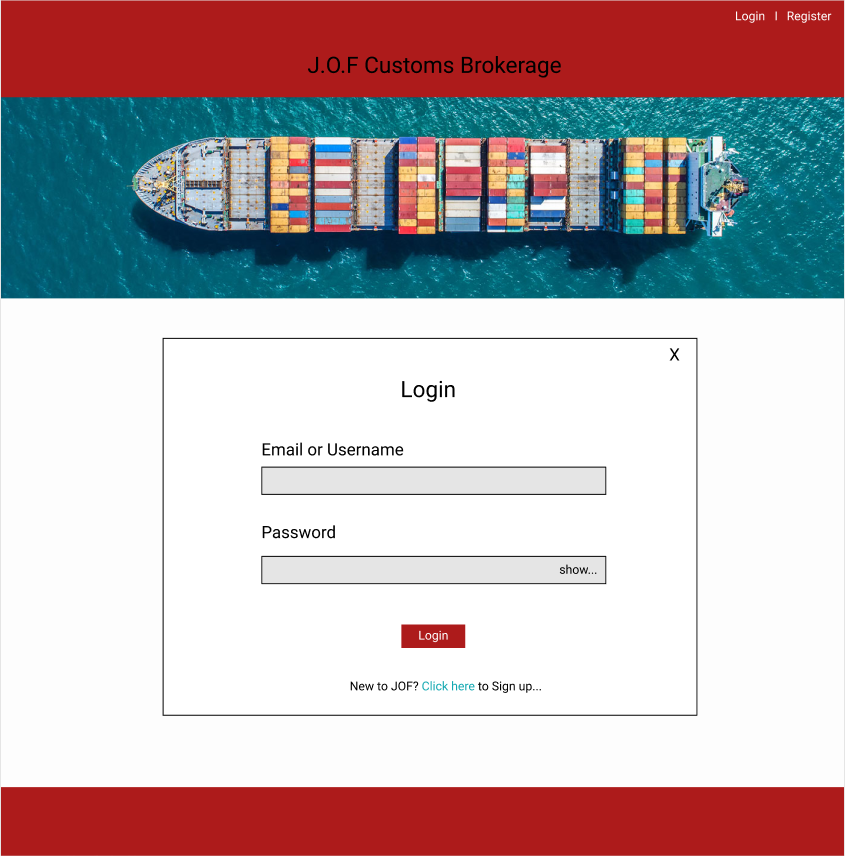 Login | Register
J.O.F Customs Brokerage
X
Login
Email or Username
Password
show...
Login
New to JOF? Click here to Sign up...